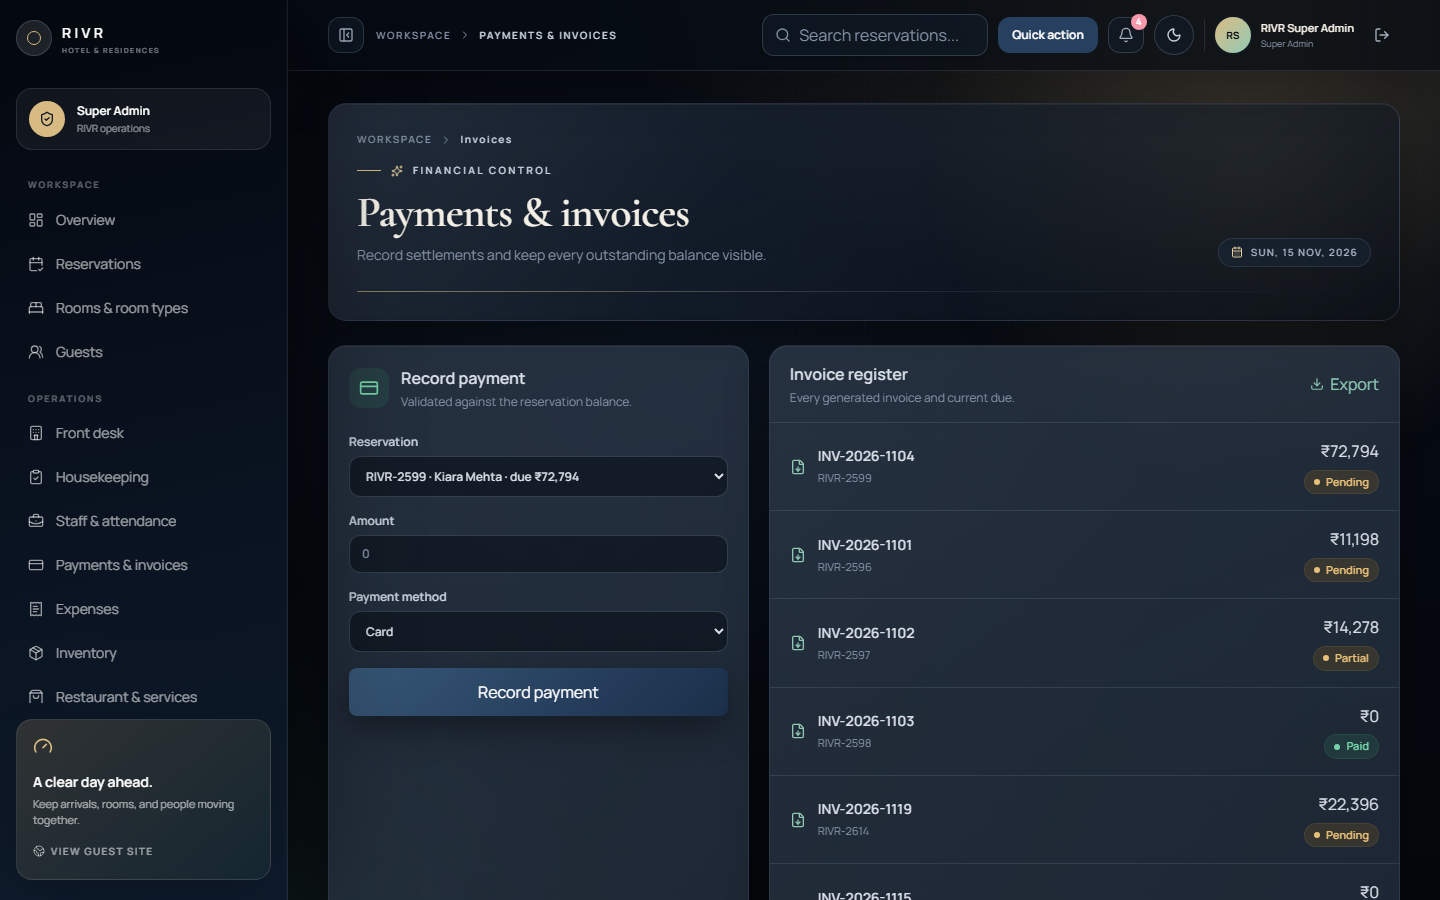 RIVR
HOTEL & RESIDENCES
Super Admin
RIVR operations
WORKSPACE
Overview
Reservations
Rooms & room types
Guests
OPERATIONS
Front desk
Housekeeping
Staff & attendance
Payments & invoices
Expenses
Inventory
Restaurant & services
A clear day ahead.
Keep arrivals, rooms, and people moving
together.
VIEW GUEST SITE
WORKSPACE > PAYMENTS & INVOICES
Search reservations...
Quick action
4
RS
RIVR Super Admin
Super Admin
WORKSPACE > Invoices
FINANCIAL CONTROL
Payments & invoices
Record settlements and keep every outstanding balance visible.
SUN, 15 NOV, 2026
Record payment
Validated against the reservation balance.
Reservation
RIVR-2599 · Kiara Mehta · due ₹72,794
Amount
0
Payment method
Card
Record payment
Invoice register
Every generated invoice and current due.
Export
INV-2026-1104
RIVR-2599
₹72,794
Pending
INV-2026-1101
RIVR-2596
₹11,198
Pending
INV-2026-1102
RIVR-2597
₹14,278
Partial
INV-2026-1103
RIVR-2598
₹0
Paid
INV-2026-1119
RIVR-2614
₹22,396
Pending
INV-2026-1115
₹0